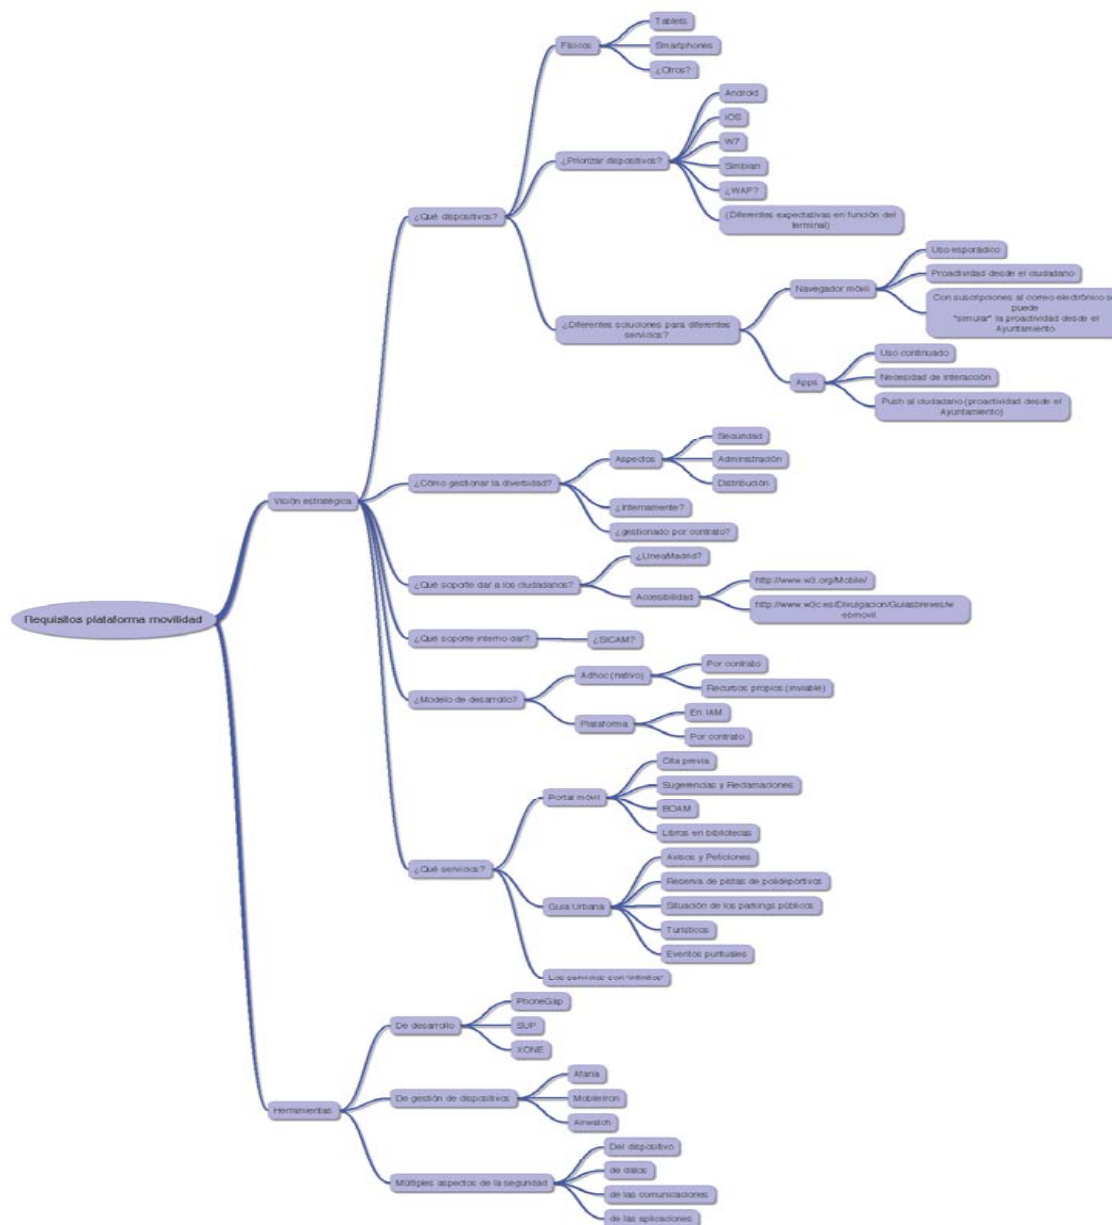 Requisitos plataforma movilidad
Visión estratégica
¿Qué dispositivos?
Físicos
Tablets
Smartphones
¿Otros?
¿Priorizar dispositivos?
Android
iOS
W7
Simbian
¿WAP?
(Diferentes expectativas en función del
terminal)
¿Diferentes soluciones para diferentes
servicios?
Navegador móvil
Uso esporádico
Proactividad desde el ciudadano
Con suscripciones al correo electrónico se
puede
"simular" la proactividad desde el
Ayuntamiento
Apps
Uso continuado
Necesidad de interacción
Push al ciudadano (proactividad desde el
Ayuntamiento)
¿Cómo gestionar la diversidad?
Aspectos
Seguridad
Administración
Distribución
¿Internamente?
¿gestionado por contrato?
¿Qué soporte dar a los ciudadanos?
¿LíneaMadrid?
Accesibilidad
http://www.w3.org/Mobile/
http://www.w3c.es/Divulgacion/Guiasbreves/w
ebmovil
¿Qué soporte interno dar?
¿SICAM?
¿Modelo de desarrollo?
Adhoc (nativo)
Por contrato
Recursos propios (inviable)
Plataforma
En IAM
Por contrato
¿Qué servicios?
Portal móvil
Cita previa
Sugerencias y Reclamaciones
BOAM
Libros en bibliotecas
Guía Urbana
Avisos y Peticiones
Reserva de pistas de polideportivos
Situación de los parkings públicos
Turísticos
Eventos puntuales
Los servicios son "infinitos"
Herramientas
De desarrollo
PhoneGap
SUP
XONE
De gestión de dispositivos
Afaria
MobileIron
Airwatch
Múltiples aspectos de la seguridad
Del dispositivo
de datos
de las comunicaciones
de las aplicaciones